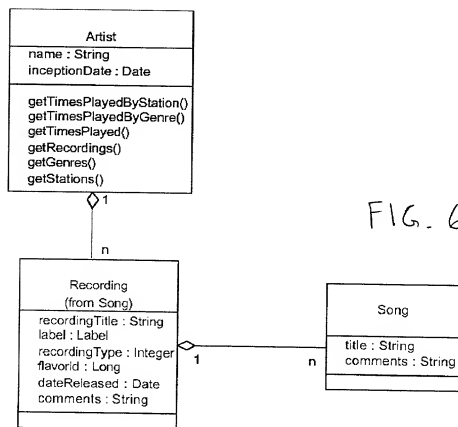 Artist
name : String
inceptionDate : Date
getTimesPlayedByStation()
getTimesPlayedByGenre()
getTimesPlayed()
getRecordings()
getGenres()
getStations()
1
n
FIG. 6
Recording
(from Song)
recordingTitle : String
label : Label
recordingType : Integer
flavorid : Long
dateReleased : Date
comments : String
1
n
Song
title : String
comments : String